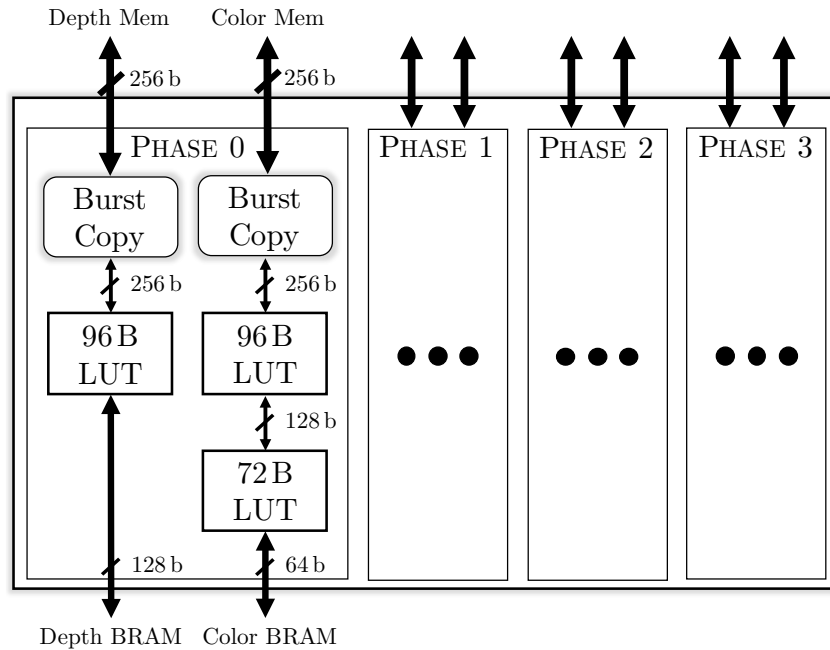 Depth Mem
Color Mem
256 b
256 b
PHASE 0
PHASE 1
PHASE 2
PHASE 3
Burst
Copy
Burst
Copy
256 b
256 b
96 B
LUT
96 B
LUT
128 b
72 B
LUT
128 b
64 b
Depth BRAM
Color BRAM